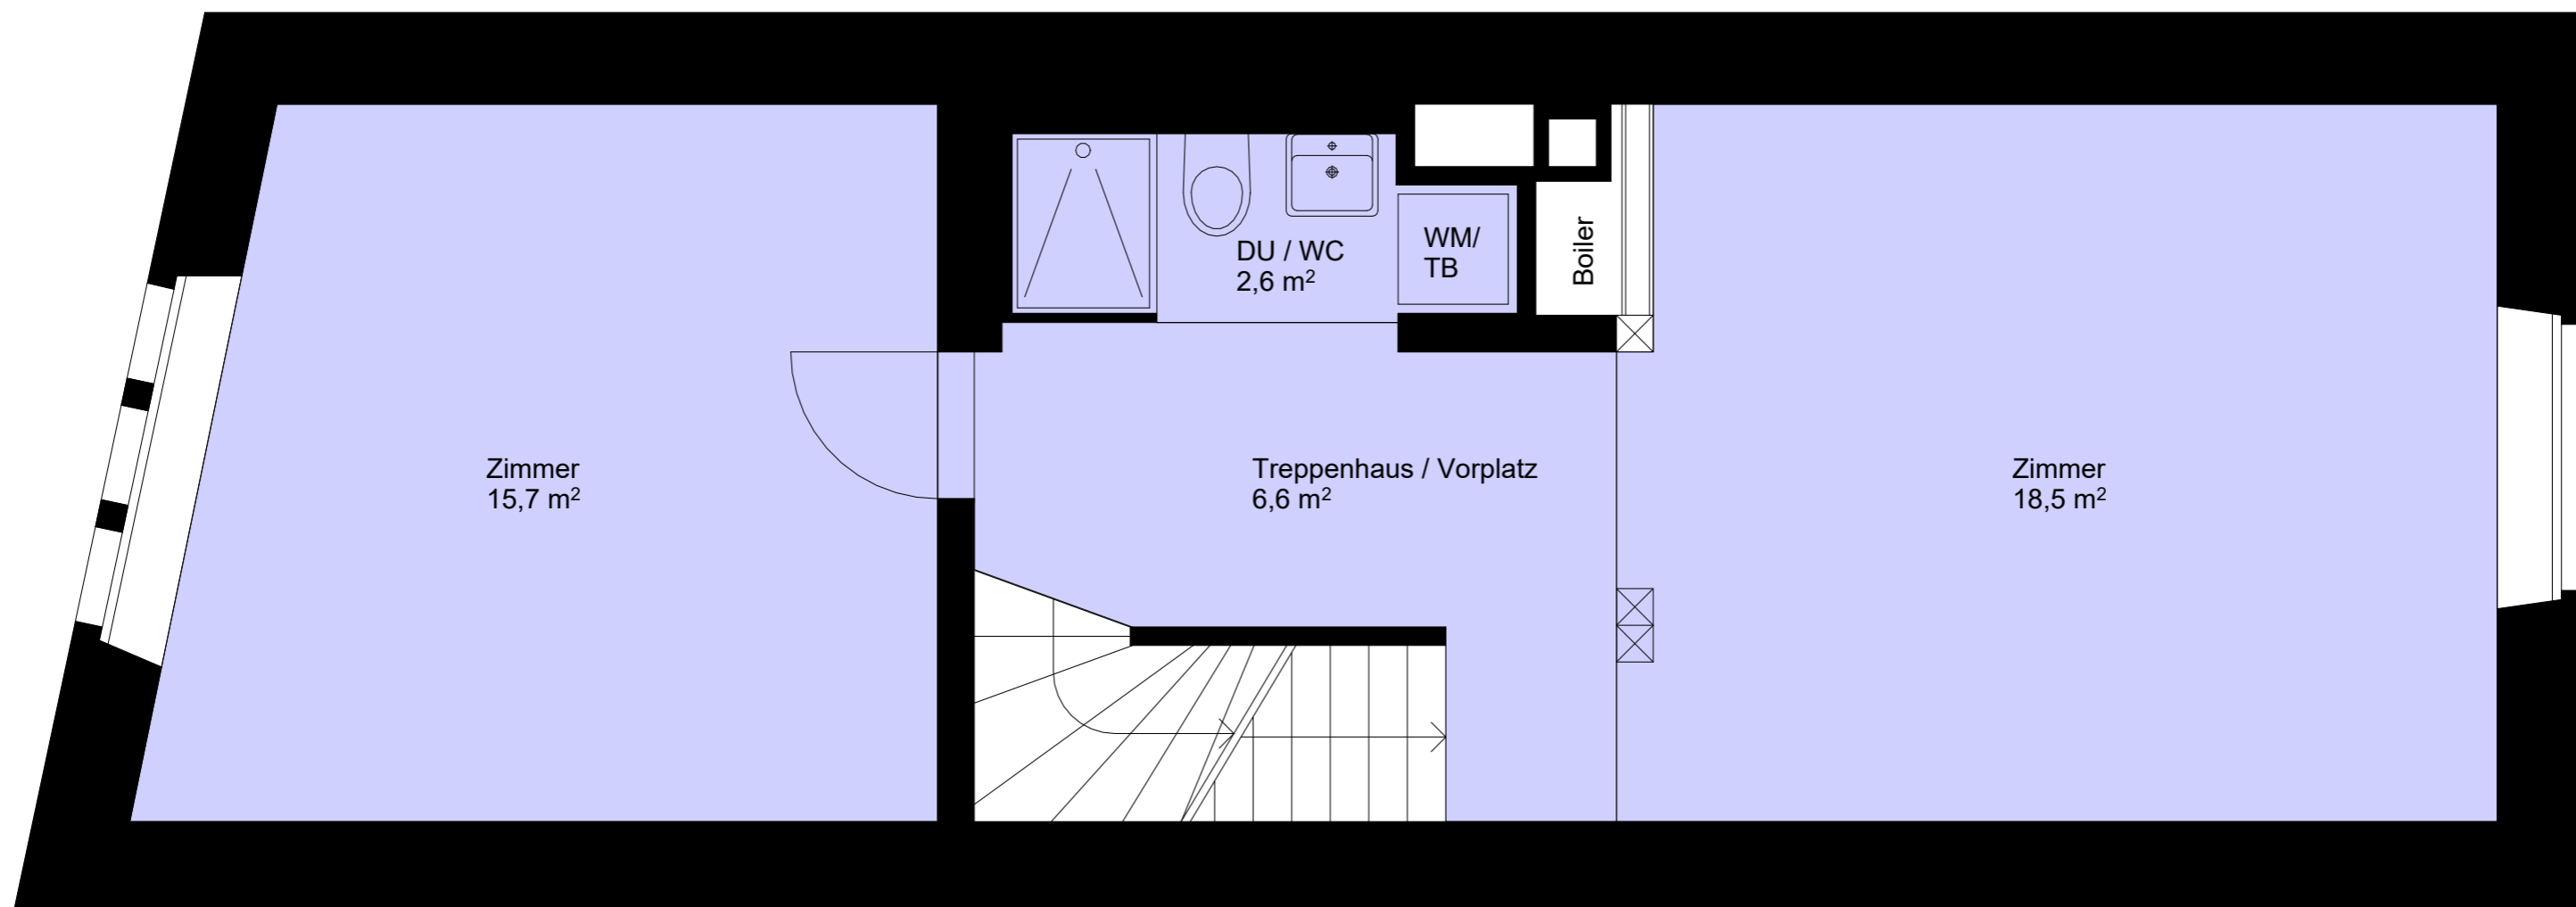 DU / WC
2,6 m²
WM/
TB
Boiler
Zimmer
15,7 m²
Treppenhaus / Vorplatz
6,6 m²
Zimmer
18,5 m²